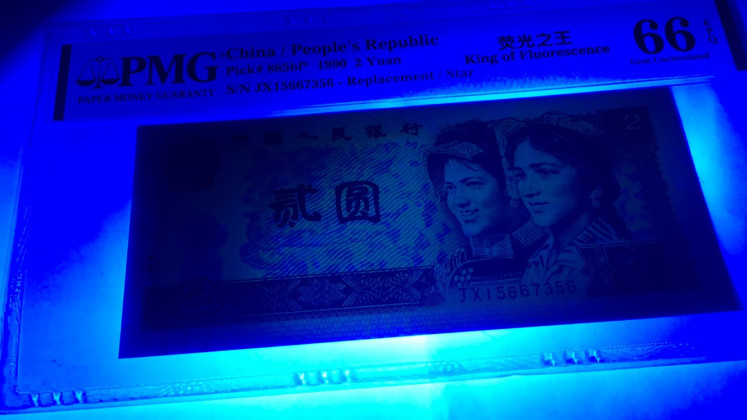 PMG
PAPER MONEY GUARANTY
China / People's Republic
Pick# 885bf* 1990 2 Yuan
S/N JX15667356 - Replacement / Star
荧光之王
King of Fluorescence
66
EPQ
Gem Uncirculated
中国人民银行
2
贰圆
JX15667356